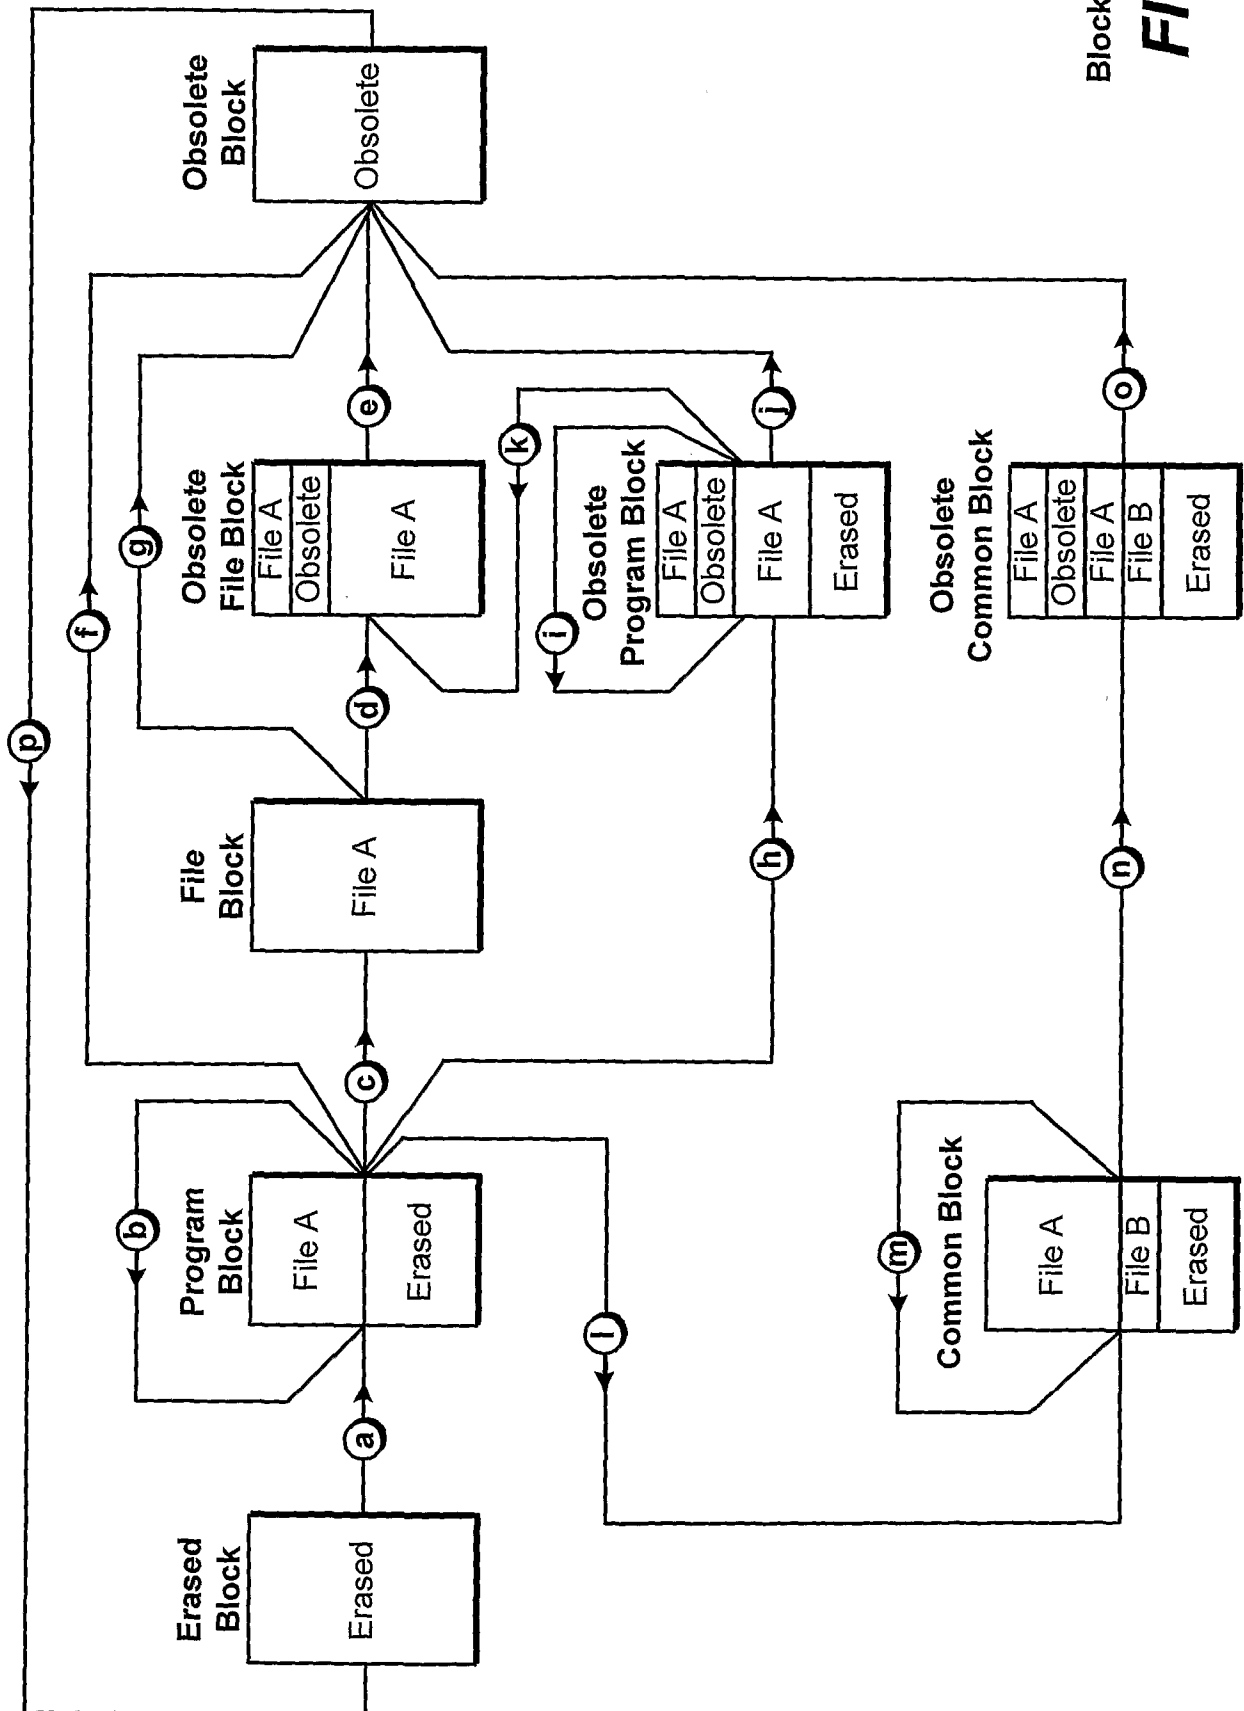 p
f
b
g
Erased
Block
Erased
a
Program
Block
File A
Erased
c
File
Block
File A
d
Obsolete
File Block
File A
Obsolete
File A
e
Obsolete
Block
Obsolete
k
i
l
h
Obsolete
Program Block
File A
Obsolete
File A
Erased
j
m
Common Block
File A
File B
Erased
n
Obsolete
Common Block
File A
Obsolete
File A
File B
Erased
o
Block
FI